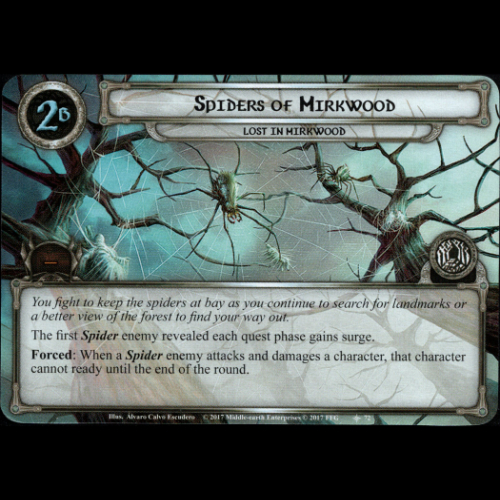 2B
SPIDERS OF MIRKWOOD
LOST IN MIRKWOOD
–
You fight to keep the spiders at bay as you continue to search for landmarks or
a better view of the forest to find your way out.
The first Spider enemy revealed each quest phase gains surge.
Forced: When a Spider enemy attacks and damages a character, that character
cannot ready until the end of the round.
Illus. Álvaro Calvo Escudero © 2017 Middle-earth Enterprises © 2017 FFG